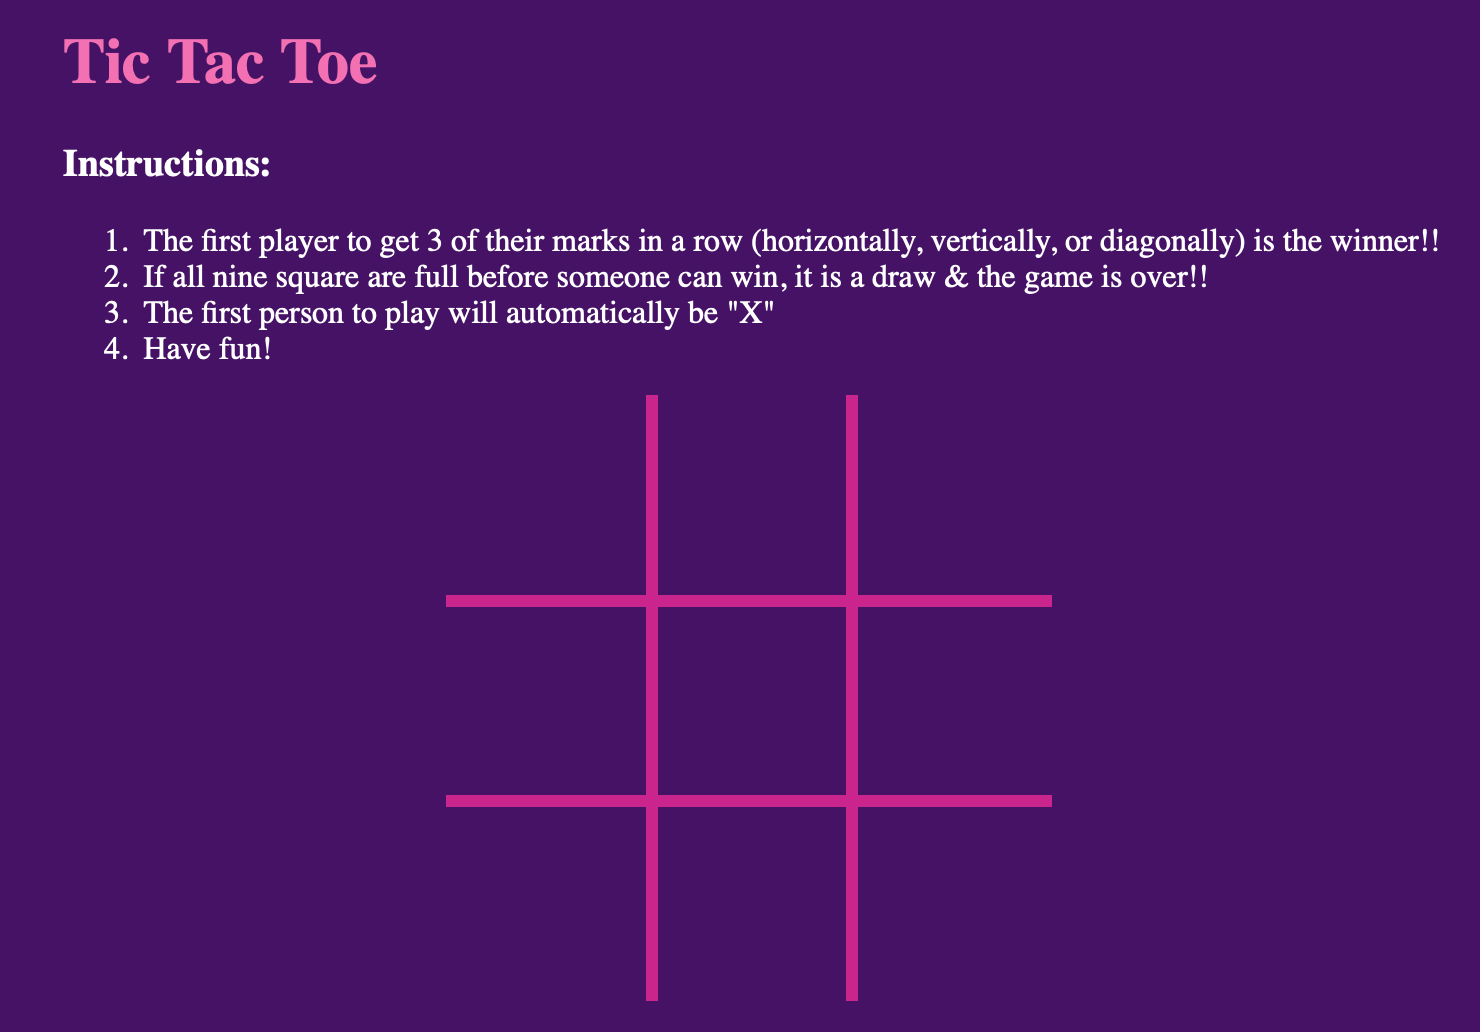 Tic Tac Toe
Instructions:
1. The first player to get 3 of their marks in a row (horizontally, vertically, or diagonally) is the winner!!
2. If all nine square are full before someone can win, it is a draw & the game is over!!
3. The first person to play will automatically be "X"
4. Have fun!